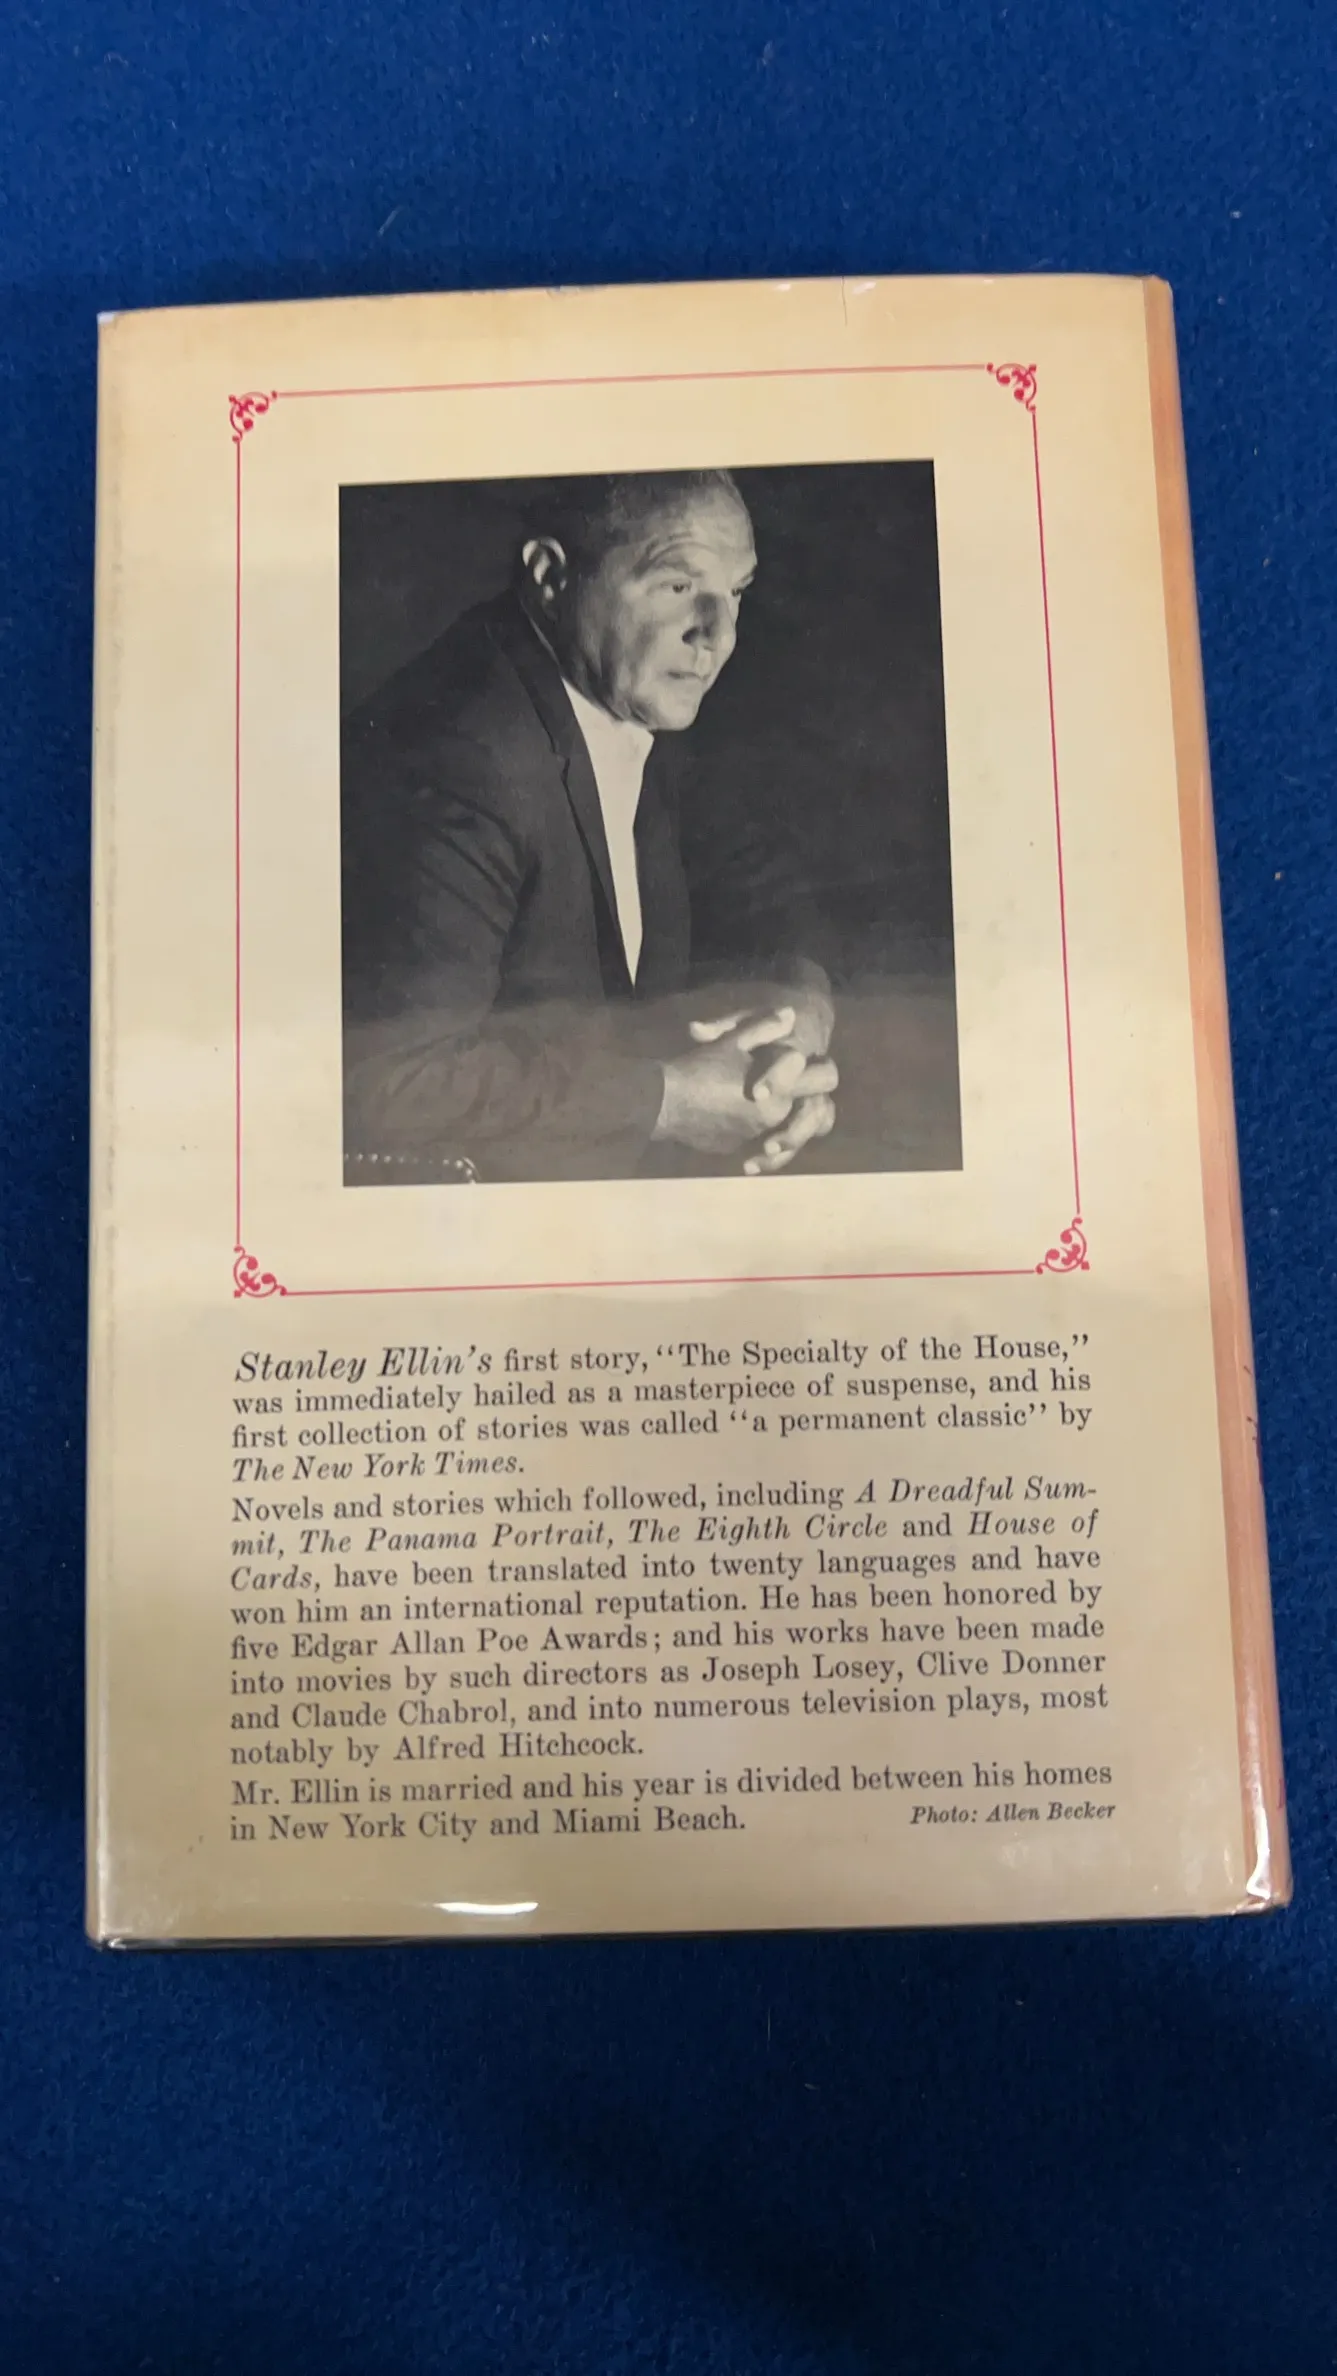 Stanley Ellin's first story, "The Specialty of the House,"
was immediately hailed as a masterpiece of suspense, and his
first collection of stories was called "a permanent classic" by
The New York Times.
Novels and stories which followed, including A Dreadful Sum-
mit, The Panama Portrait, The Eighth Circle and House of
Cards, have been translated into twenty languages and have
won him an international reputation. He has been honored by
five Edgar Allan Poe Awards; and his works have been made
into movies by such directors as Joseph Losey, Clive Donner
and Claude Chabrol, and into numerous television plays, most
notably by Alfred Hitchcock.
Mr. Ellin is married and his year is divided between his homes
in New York City and Miami Beach. Photo: Allen Becker